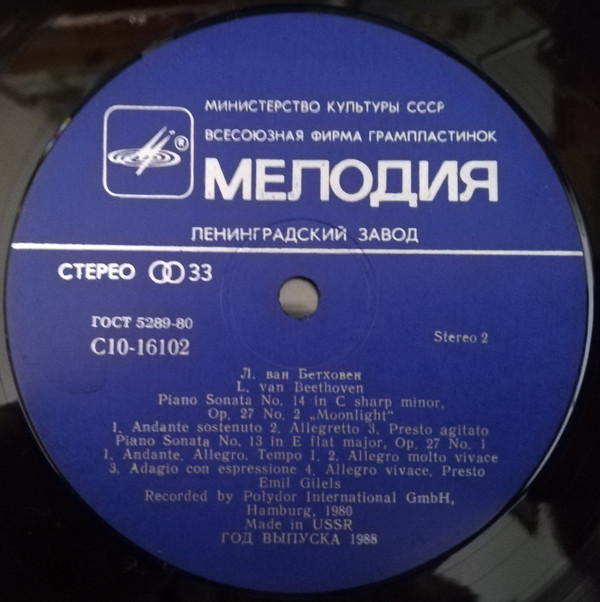 МИНИСТЕРСТВО КУЛЬТУРЫ СССР
ВСЕСОЮЗНАЯ ФИРМА ГРАМПЛАСТИНОК
®
МЕЛОДИЯ
ЛЕНИНГРАДСКИЙ ЗАВОД
СТЕРЕО 33
ГОСТ 5289-80
С10-16102
Stereo 2
Л. ван Бетховен
L. van Beethoven
Piano Sonata No. 14 in C sharp minor,
Op. 27 No. 2 „Moonlight“
1. Andante sostenuto 2. Allegretto 3. Presto agitato
Piano Sonata No. 13 in E flat major, Op. 27 No. 1
1. Andante. Allegro. Tempo I. 2. Allegro molto vivace
3. Adagio con espressione 4. Allegro vivace. Presto
Emil Gilels
Recorded by Polydor International GmbH,
Hamburg, 1980
Made in USSR
ГОД ВЫПУСКА 1988